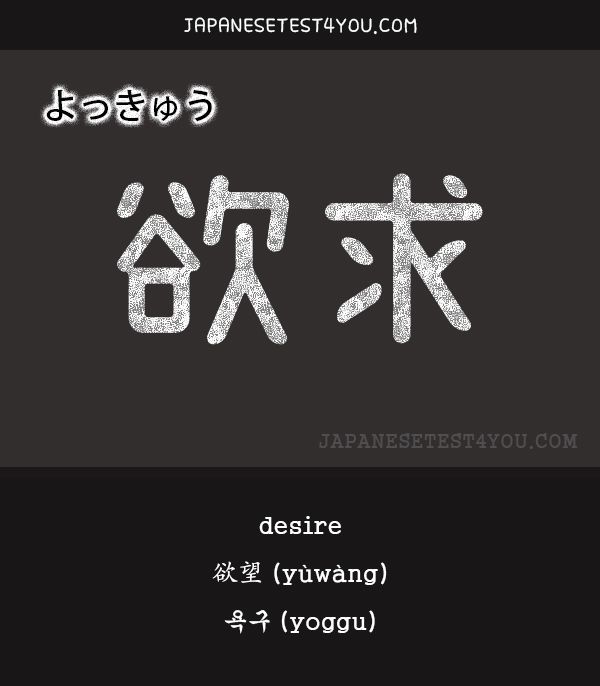 JAPANESETEST4YOU.COM
よっきゅう
欲求
JAPANESETEST4YOU.COM
desire
欲望 (yùwàng)
욕구 (yoggu)